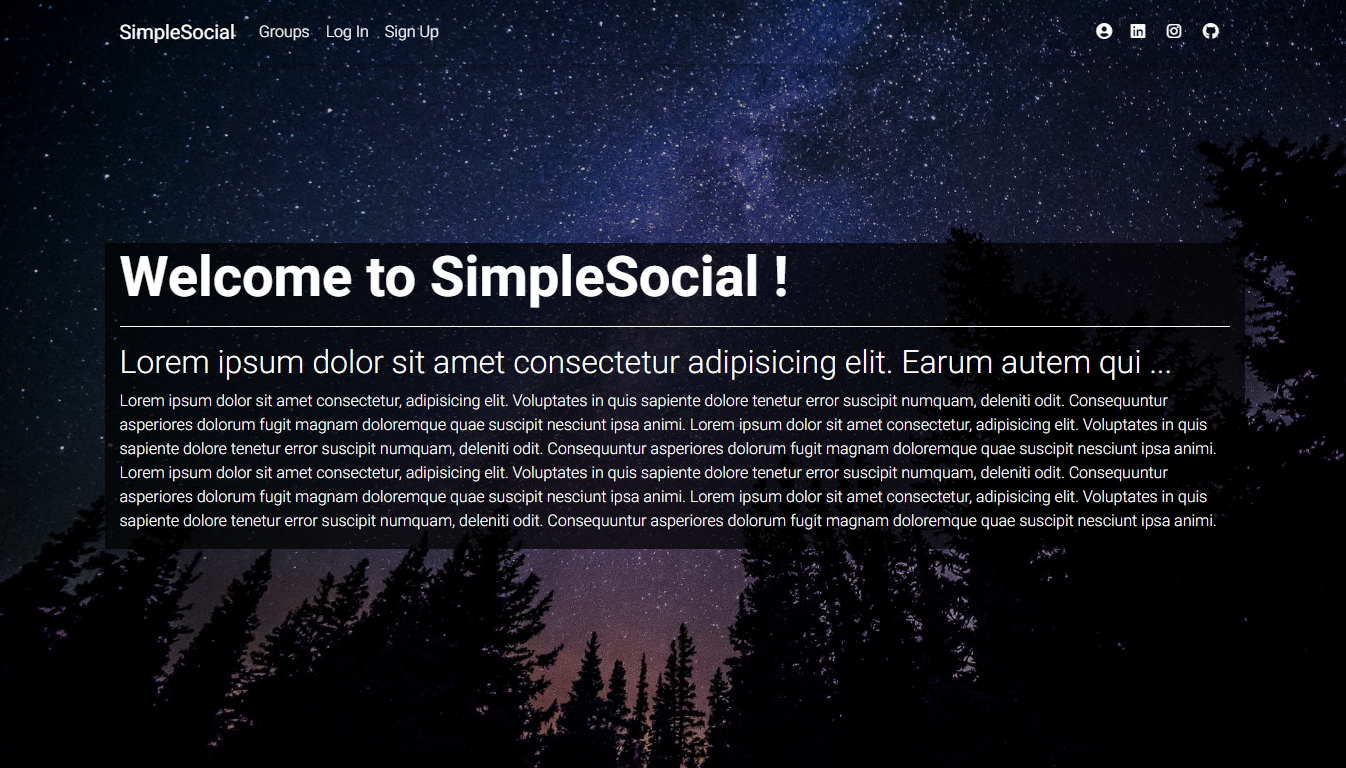 SimpleSocial Groups Log In Sign Up
Welcome to SimpleSocial !
Lorem ipsum dolor sit amet consectetur adipisicing elit. Earum autem qui ...
Lorem ipsum dolor sit amet consectetur, adipisicing elit. Voluptates in quis sapiente dolore tenetur error suscipit numquam, deleniti odit. Consequuntur
asperiores dolorum fugit magnam doloremque quae suscipit nesciunt ipsa animi. Lorem ipsum dolor sit amet consectetur, adipisicing elit. Voluptates in quis
sapiente dolore tenetur error suscipit numquam, deleniti odit. Consequuntur asperiores dolorum fugit magnam doloremque quae suscipit nesciunt ipsa animi.
Lorem ipsum dolor sit amet consectetur, adipisicing elit. Voluptates in quis sapiente dolore tenetur error suscipit numquam, deleniti odit. Consequuntur
asperiores dolorum fugit magnam doloremque quae suscipit nesciunt ipsa animi. Lorem ipsum dolor sit amet consectetur, adipisicing elit. Voluptates in quis
sapiente dolore tenetur error suscipit numquam, deleniti odit. Consequuntur asperiores dolorum fugit magnam doloremque quae suscipit nesciunt ipsa animi.